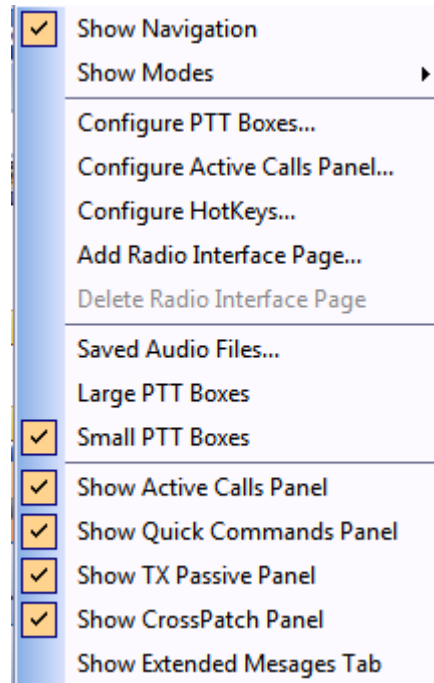 Show Navigation
Show Modes
Configure PTT Boxes...
Configure Active Calls Panel...
Configure HotKeys...
Add Radio Interface Page...
Delete Radio Interface Page
Saved Audio Files...
Large PTT Boxes
Small PTT Boxes
Show Active Calls Panel
Show Quick Commands Panel
Show TX Passive Panel
Show CrossPatch Panel
Show Extended Mesages Tab